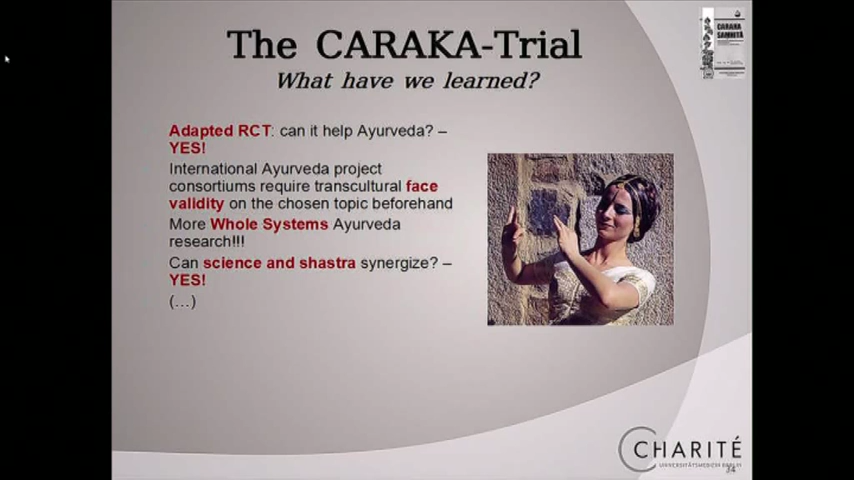 The CARAKA-Trial
What have we learned?
CARAKA
SAMHITĀ
Adapted RCT: can it help Ayurveda? –
YES!
International Ayurveda project
consortiums require transcultural face
validity on the chosen topic beforehand
More Whole Systems Ayurveda
research!!!
Can science and shastra synergize? –
YES!
(…)
CHARITÉ
UNIVERSITÄTSMEDIZIN BERLIN